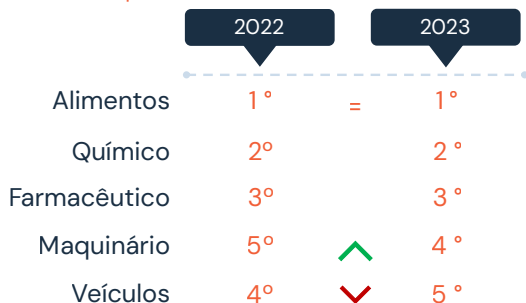 2022 2023
Alimentos 1° = 1°
Químico 2º 2 °
Farmacêutico 3º 3 °
Maquinário 5º 4 °
Veículos 4º 5 °